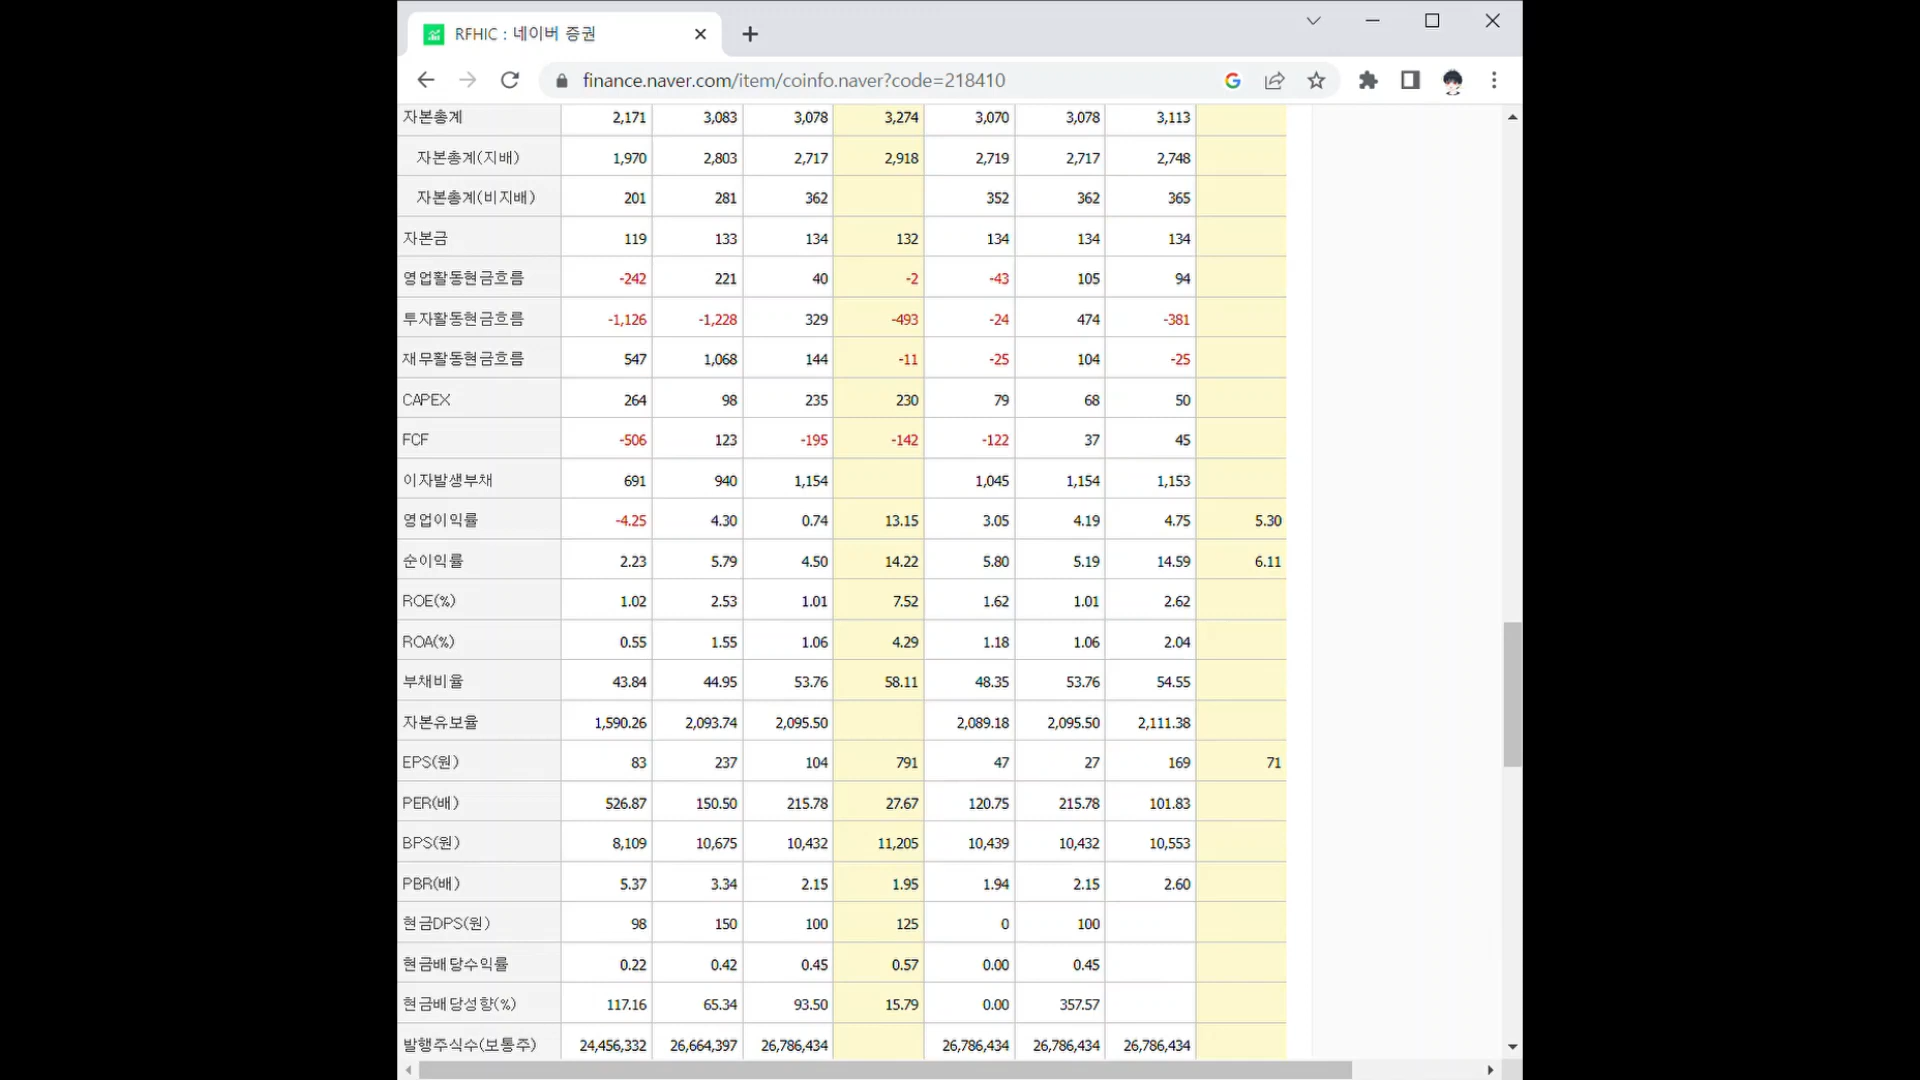 RFHIC : 네이버 증권
finance.naver.com/item/coinfo.naver?code=218410
자본총계 2,171 3,083 3,078 3,274 3,070 3,078 3,113
자본총계(지배) 1,970 2,803 2,717 2,918 2,719 2,717 2,748
자본총계(비지배) 201 281 362 352 362 365
자본금 119 133 134 132 134 134 134
영업활동현금흐름 -242 221 40 -2 -43 105 94
투자활동현금흐름 -1,126 -1,228 329 -493 -24 474 -381
재무활동현금흐름 547 1,068 144 -11 -25 104 -25
CAPEX 264 98 235 230 79 68 50
FCF -506 123 -195 -142 -122 37 45
이자발생부채 691 940 1,154 1,045 1,154 1,153
영업이익률 -4.25 4.30 0.74 13.15 3.05 4.19 4.75 5.30
순이익률 2.23 5.79 4.50 14.22 5.80 5.19 14.59 6.11
ROE(%) 1.02 2.53 1.01 7.52 1.62 1.01 2.62
ROA(%) 0.55 1.55 1.06 4.29 1.18 1.06 2.04
부채비율 43.84 44.95 53.76 58.11 48.35 53.76 54.55
자본유보율 1,590.26 2,093.74 2,095.50 2,089.18 2,095.50 2,111.38
EPS(원) 83 237 104 791 47 27 169 71
PER(배) 526.87 150.50 215.78 27.67 120.75 215.78 101.83
BPS(원) 8,109 10,675 10,432 11,205 10,439 10,432 10,553
PBR(배) 5.37 3.34 2.15 1.95 1.94 2.15 2.60
현금DPS(원) 98 150 100 125 0 100
현금배당수익률 0.22 0.42 0.45 0.57 0.00 0.45
현금배당성향(%) 117.16 65.34 93.50 15.79 0.00 357.57
발행주식수(보통주) 24,456,332 26,664,397 26,786,434 26,786,434 26,786,434 26,786,434